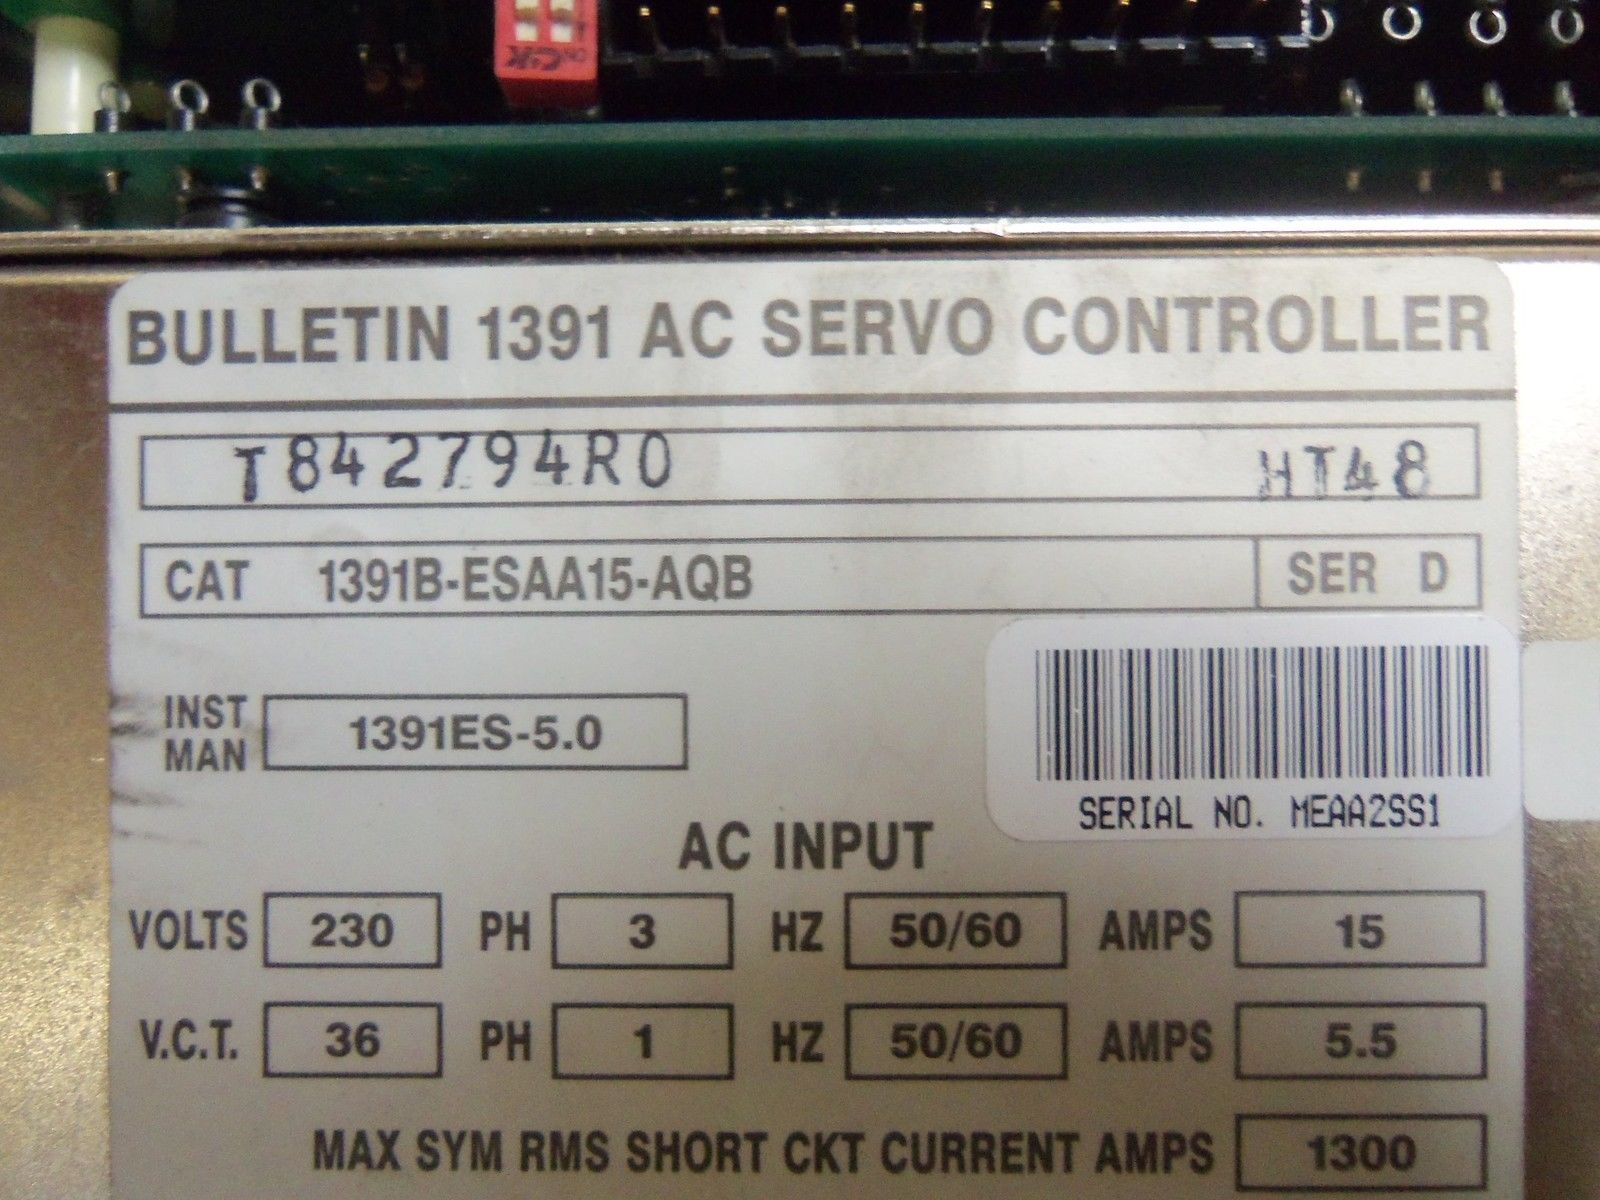 BULLETIN 1391 AC SERVO CONTROLLER
T842794R0 HT48
CAT 1391B-ESAA15-AQB SER D
INST MAN 1391ES-5.0
SERIAL NO. MEAA2SS1
AC INPUT
VOLTS 230 PH 3 HZ 50/60 AMPS 15
V.C.T. 36 PH 1 HZ 50/60 AMPS 5.5
MAX SYM RMS SHORT CKT CURRENT AMPS 1300